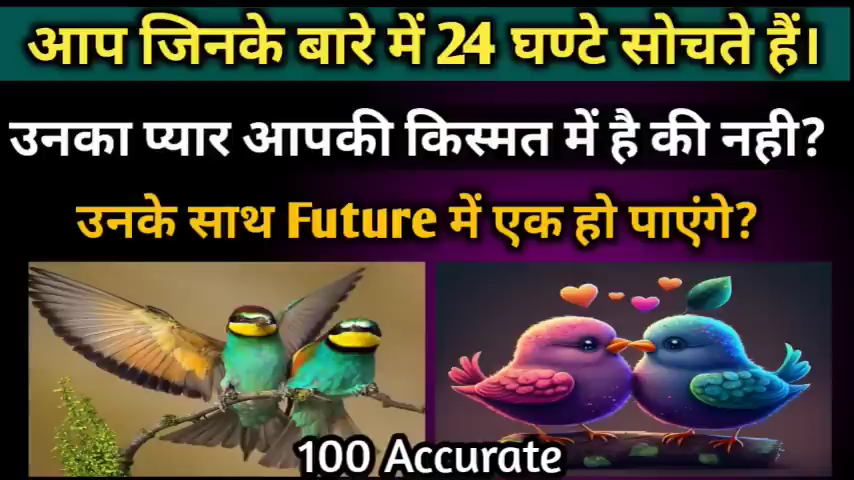 आप जिनके बारे में 24 घण्टे सोचते हैं।
उनका प्यार आपकी किस्मत में है की नही?
उनके साथ Future में एक हो पाएंगे?
100 Accurate